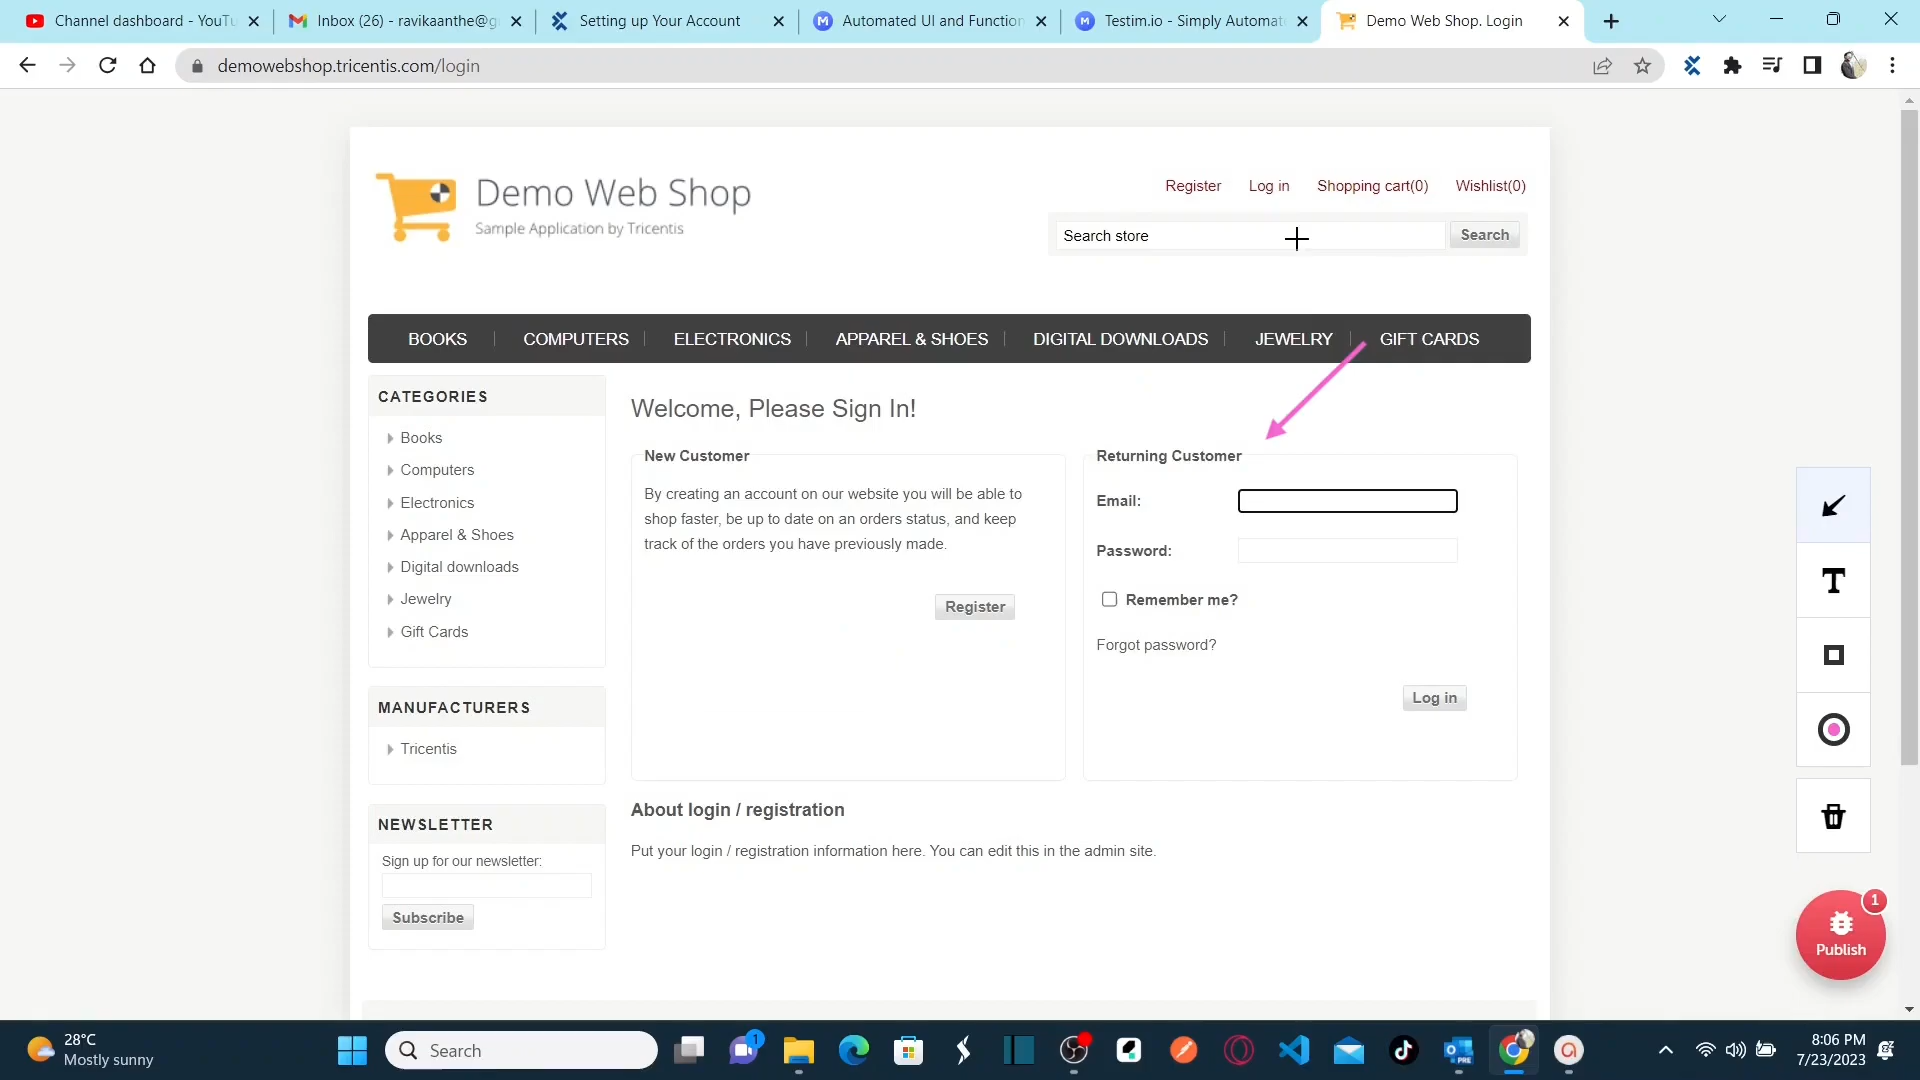 Channel dashboard - YouTu
Inbox (26) - ravikaanthe@g
Setting up Your Account
Automated UI and Function
Testim.io - Simply Automat
Demo Web Shop. Login
demowebshop.tricentis.com/login
Demo Web Shop
Sample Application by Tricentis
Register
Log in
Shopping cart(0)
Wishlist(0)
Search store
Search
BOOKS
COMPUTERS
ELECTRONICS
APPAREL & SHOES
DIGITAL DOWNLOADS
JEWELRY
GIFT CARDS
CATEGORIES
Books
Computers
Electronics
Apparel & Shoes
Digital downloads
Jewelry
Gift Cards
MANUFACTURERS
Tricentis
NEWSLETTER
Sign up for our newsletter:
Subscribe
Welcome, Please Sign In!
New Customer
By creating an account on our website you will be able to
shop faster, be up to date on an orders status, and keep
track of the orders you have previously made.
Register
Returning Customer
Email:
Password:
Remember me?
Forgot password?
Log in
About login / registration
Put your login / registration information here. You can edit this in the admin site.
T
1
Publish
28°C
Mostly sunny
Search
1
PRE
8:06 PM
7/23/2023